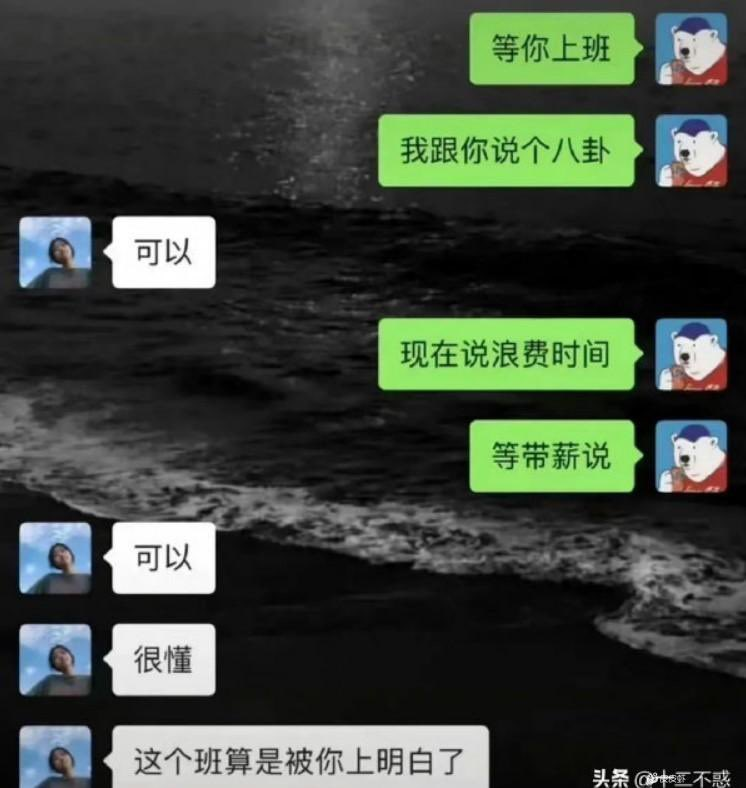 等你上班
我跟你说个八卦
可以
现在说浪费时间
等带薪说
可以
很懂
这个班算是被你上明白了
头条 @十三不惑